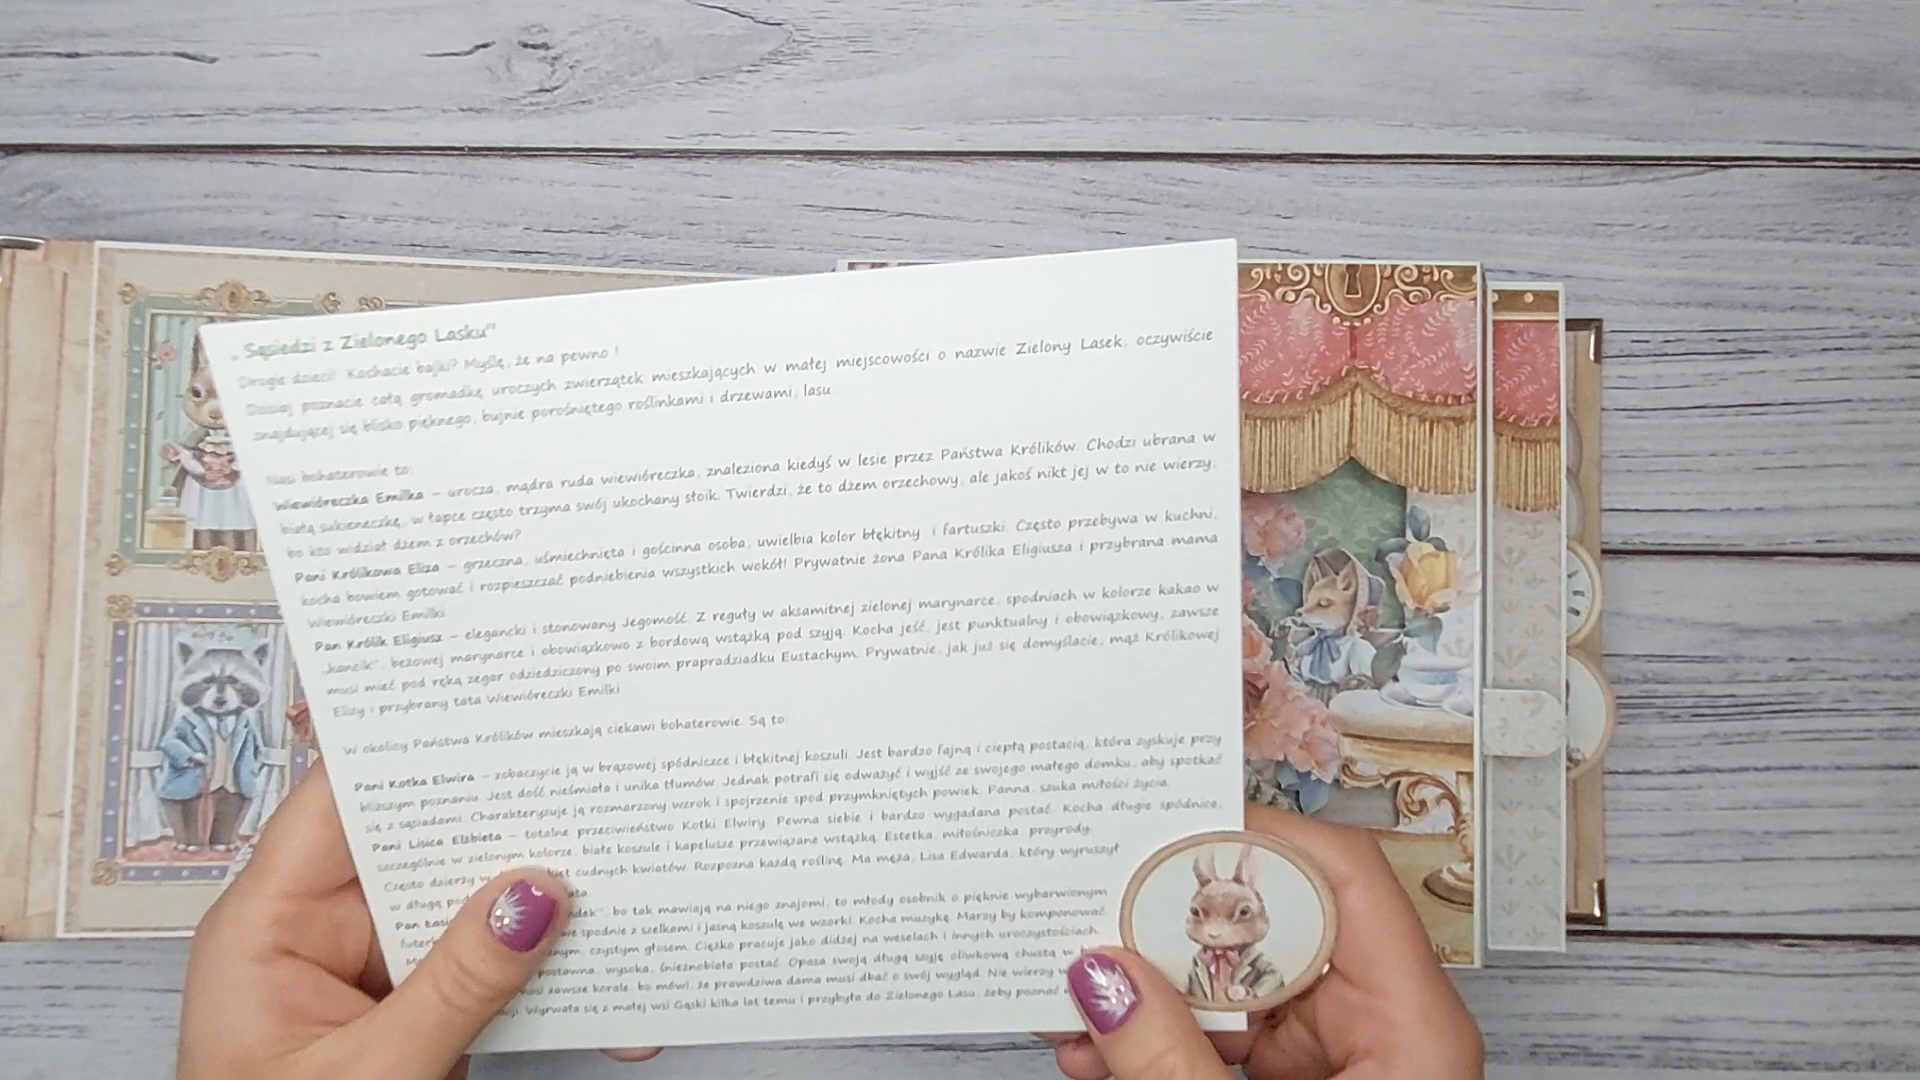 „Sąsiedzi z Zielonego Lasku"
Drogie dzieci! Kochacie bajki? Myślę, że na pewno !
Dzisiaj poznacie całą gromadkę uroczych zwierzątek mieszkających w małej miejscowości o nazwie Zielony Lasek, oczywiście
znajdującej się blisko pięknego, bujnie porośniętego roślinkami i drzewami, lasu.
Nasi bohaterowie to:
Wiewióreczka Emilka – urocza, mądra ruda wiewióreczka, znaleziona kiedyś w lesie przez Państwa Królików. Chodzi ubrana w
białą sukieneczkę, w łapce często trzyma swój ukochany słoik. Twierdzi, że to dżem orzechowy, ale jakoś nikt jej w to nie wierzy,
bo kto widział dżem z orzechów?
Pani Królikowa Eliza – grzeczna, uśmiechnięta i gościnna osoba, uwielbia kolor błękitny i fartuszki. Często przebywa w kuchni,
kocha bowiem gotować i rozpieszczać podniebienia wszystkich wokół! Prywatnie żona Pana Królika Eligiusza i przybrana mama
Wiewióreczki Emilki.
Pan Królik Eligiusz – elegancki i stonowany Jegomość. Z reguły w aksamitnej zielonej marynarce, spodniach w kolorze kakao w
„kancik", beżowej marynarce i obowiązkowo z bordową wstążką pod szyją. Kocha jeść, jest punktualny i obowiązkowy, zawsze
musi mieć pod ręką zegar odziedziczony po swoim prapradziadku Eustachym. Prywatnie, jak już się domyślacie, mąż Królikowej
Elizy i przybrany tata Wiewióreczki Emilki.
W okolicy Państwa Królików mieszkają ciekawi bohaterowie. Są to:
Pani Kotka Elwira – zobaczycie ją w brązowej spódniczce i błękitnej koszuli. Jest bardzo fajną i ciepłą postacią, która zyskuje przy
bliższym poznaniu. Jest dość nieśmiała i unika tłumów. Jednak potrafi się odważyć i wyjść ze swojego małego domku, aby spotkać
się z sąsiadami. Charakteryzuje ją rozmarzony wzrok i spojrzenie spod przymkniętych powiek. Panna, szuka miłości życia.
Pani Lisica Elżbieta – totalne przeciwieństwo Kotki Elwiry. Pewna siebie i bardzo wygadana postać. Kocha długie spódnice,
szczególnie w zielonym kolorze, białe koszule i kapelusze przewiązane wstążką. Estetka, miłośniczka przyrody.
Często dzierży w cudnych kwiatów. Rozpozna każdą roślinę. Ma męża, Lisa Edwarda, który wyruszył
w długą
Pan bo tak mawiają na niego znajomi, to młody osobnik o pięknie wybarwionym
spodnie z szelkami i jasną koszulę we wzorki. Kocha muzykę. Marzy by komponować
czystym głosem. Ciężko pracuje jako didżej na weselach i innych uroczystościach.
postawna, wysoka, śnieżnobiała postać. Opasa swoją długą szyję oliwkową chustą w
zawsze korale, bo mówi, że prawdziwa dama musi dbać o swój wygląd. Nie wierzy w
Wyrwała się z małej wsi Gąski kilka lat temu i przybyła do Zielonego Lasu, żeby poznać